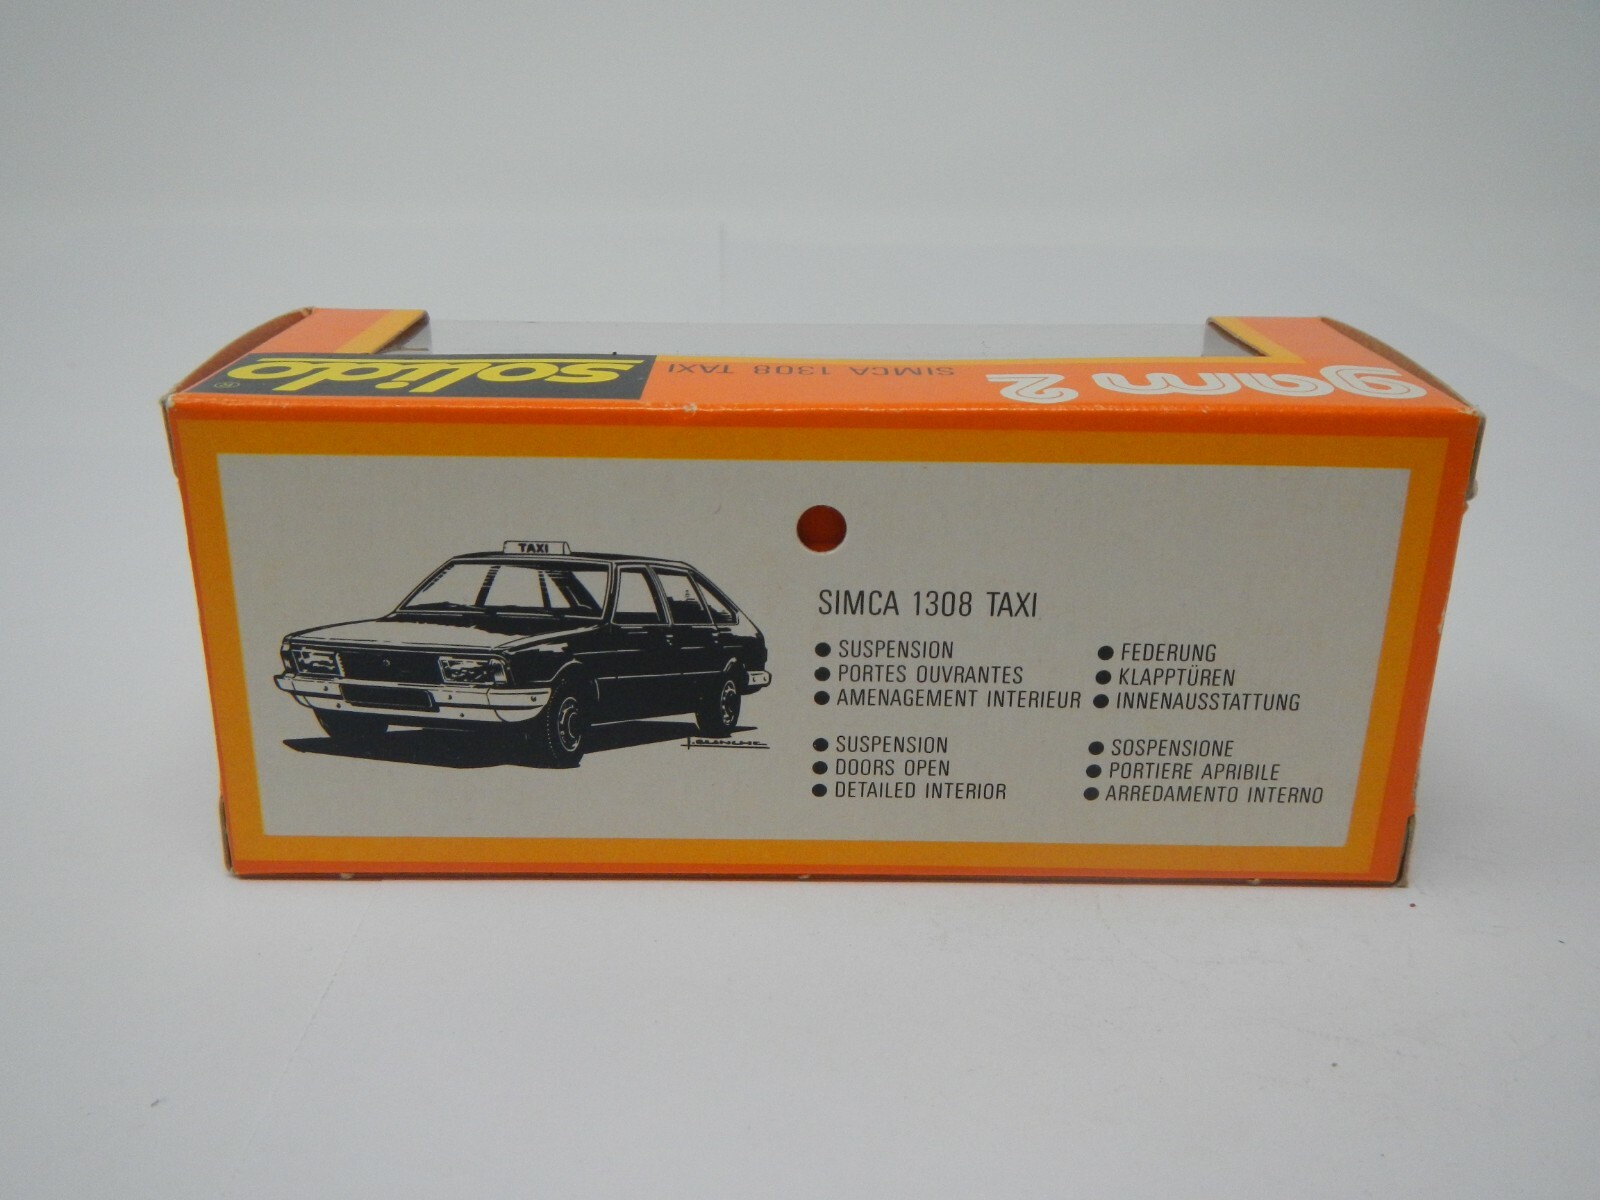 gam 2
SIMCA 1308 TAXI
solido
TAXI
SIMCA 1308 TAXI
● SUSPENSION
● PORTES OUVRANTES
● AMENAGEMENT INTERIEUR
● FEDERUNG
● KLAPPTÜREN
● INNENAUSSTATTUNG
● SUSPENSION
● DOORS OPEN
● DETAILED INTERIOR
● SOSPENSIONE
● PORTIERE APRIBILE
● ARREDAMENTO INTERNO